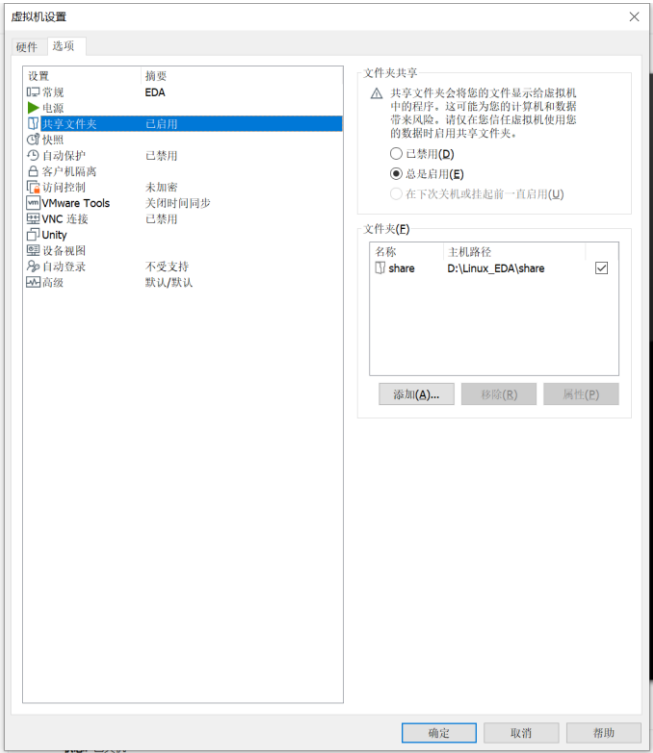 虚拟机设置
硬件 选项
设置 摘要
常规 EDA
电源
共享文件夹 已启用
快照
自动保护 已禁用
客户机隔离
访问控制 未加密
vm VMware Tools 关闭时间同步
VNC 连接 已禁用
Unity
设备视图
自动登录 不受支持
高级 默认/默认
文件夹共享
共享文件夹会将您的文件显示给虚拟机
中的程序。这可能为您的计算机和数据
带来风险。请仅在您信任虚拟机使用您
的数据时启用共享文件夹。
已禁用(D)
总是启用(E)
在下次关机或挂起前一直启用(U)
文件夹(F)
名称 主机路径
share D:\Linux_EDA\share
添加(A)... 移除(R) 属性(P)
确定 取消 帮助